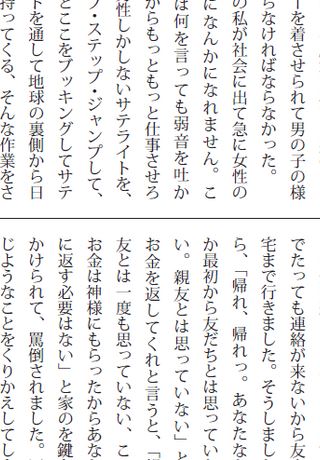 ーを着させられて男の子の様
らなければならなかった。
の私が社会に出て急に女性の
になんかになれません。こ
は何を言っても弱音を吐か
からもっともっと仕事させろ
性しかしないサテライトを、
プ・ステップ・ジャンプして、
とここをブッキングしてサテ
トを通して地球の裏側から日
持ってくる、そんな作業をさ
でたっても連絡が来ないから友
宅まで行きました。そうしまし
ら、「帰れ、帰れっ。あなたな
か最初から友だちとは思ってい
い。親友とは思っていない」と
お金を返してくれと言うと、「
友とは一度も思っていない、こ
お金は神様にもらったからあな
に返す必要はない」と家のを鍵
かけられて、罵倒されました。
じようなことをくりかえしてし